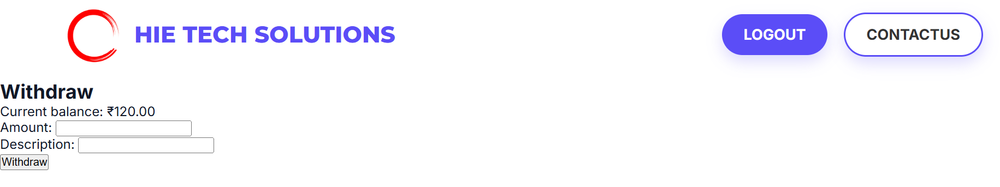 HIE TECH SOLUTIONS
LOGOUT
CONTACTUS
Withdraw
Current balance: ₹120.00
Amount:
Description:
Withdraw